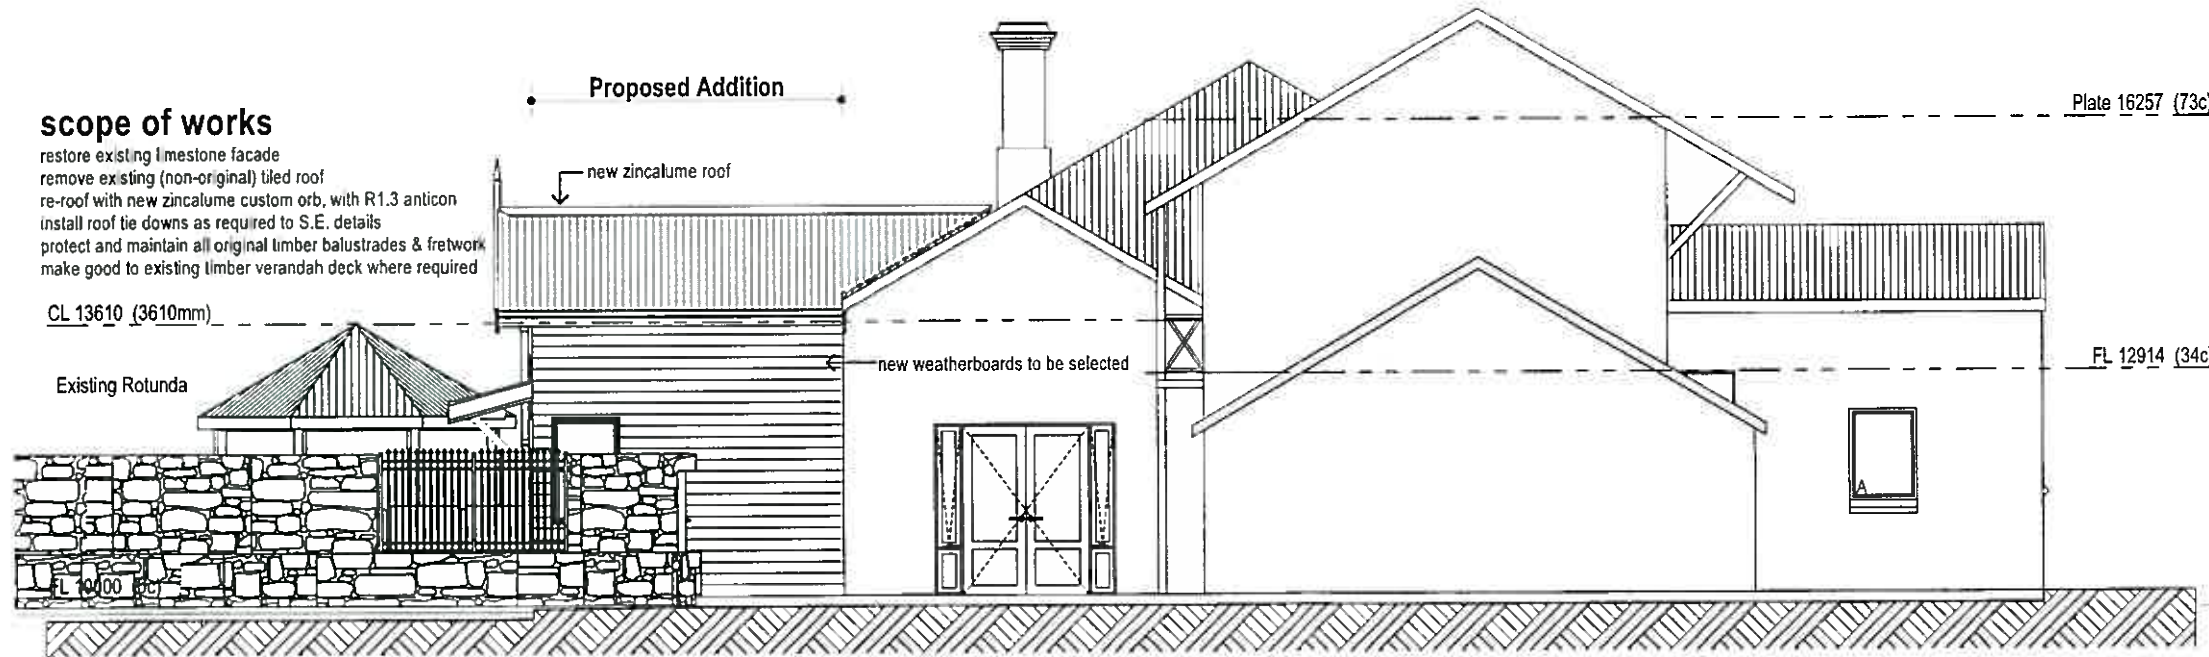 Proposed Addition
scope of works
restore existing limestone facade
remove existing (non-original) tiled roof
re-roof with new zincalume custom orb, with R1.3 anticon
install roof tie downs as required to S.E. details
protect and maintain all original timber balustrades & fretwork
make good to existing timber verandah deck where required
new zincalume roof
Plate 16257 (73c)
CL 13610 (3610mm)
Existing Rotunda
new weatherboards to be selected
FL 12914 (34c)
A
FL 10000